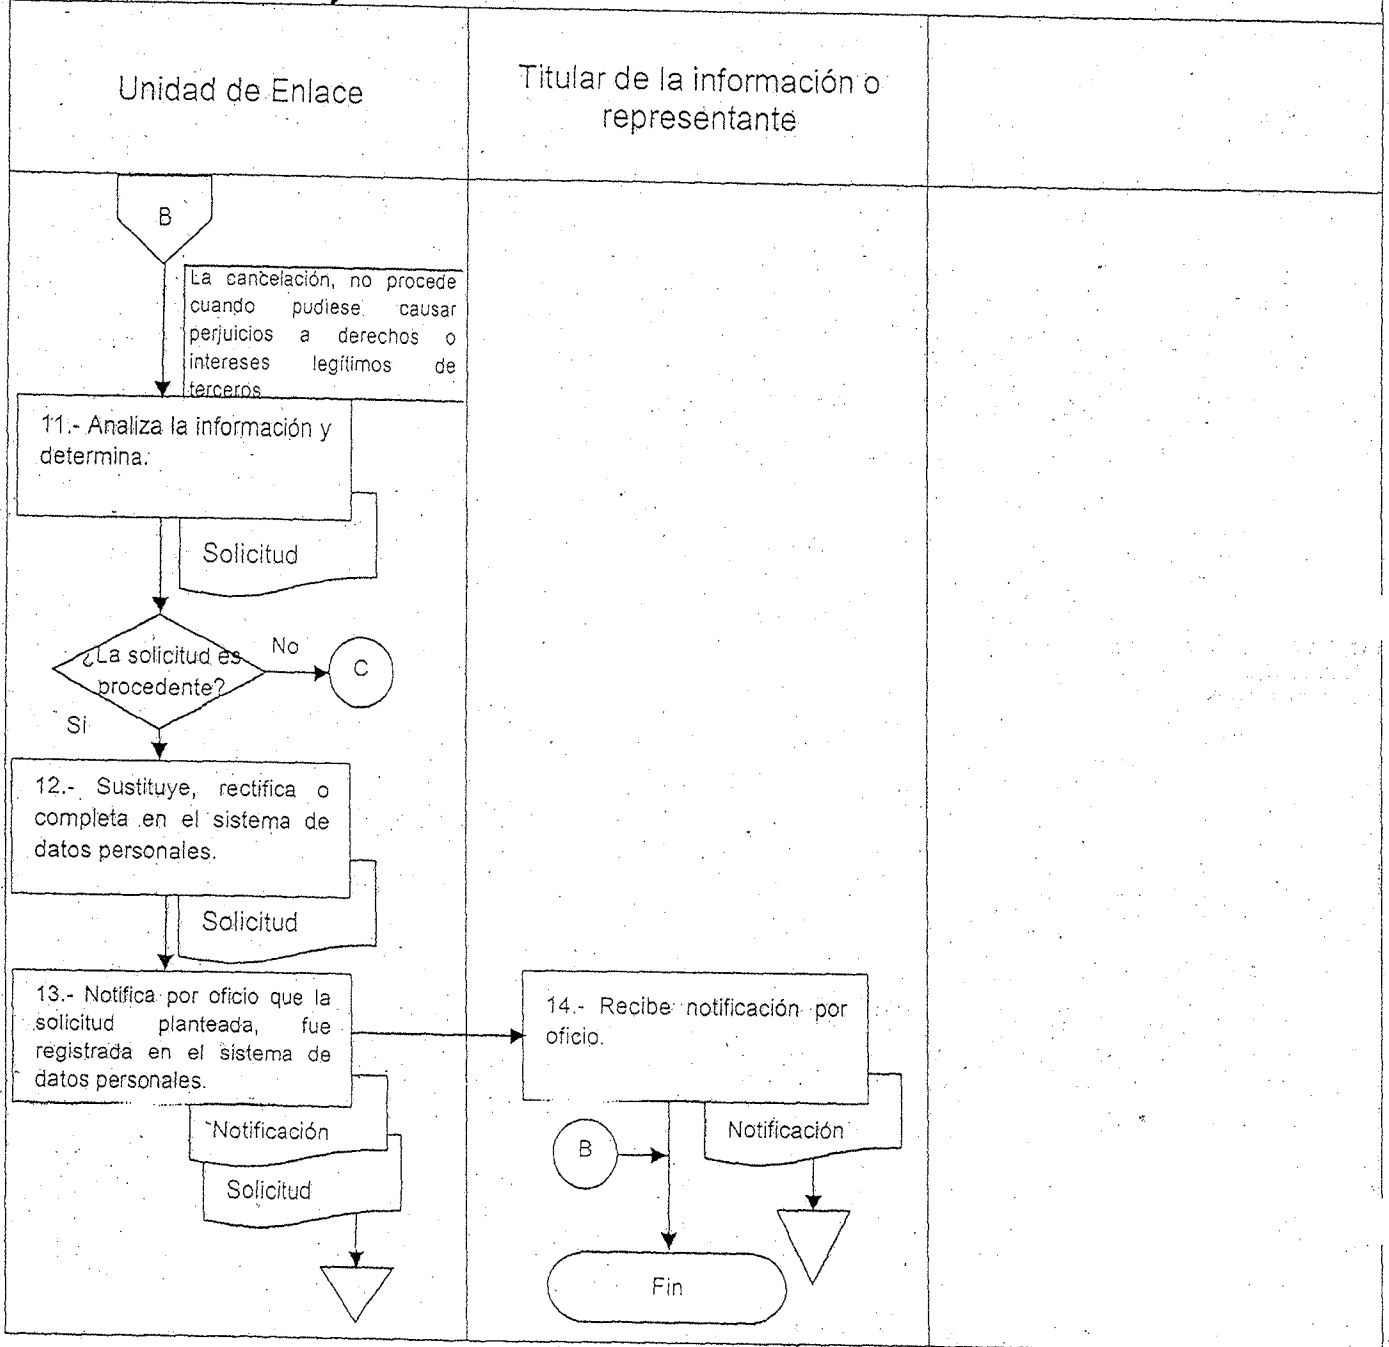 Unidad de Enlace
Titular de la información o
representante
B
La cancelación, no procede
cuando pudiese causar
perjuicios a derechos o
intereses legítimos de
terceros
11.- Analiza la información y
determina.
Solicitud
¿La solicitud es
procedente?
No
C
Si
12.- Sustituye, rectifica o
completa en el sistema de
datos personales.
Solicitud
13.- Notifica por oficio que la
solicitud planteada, fue
registrada en el sistema de
datos personales.
Notificación
Solicitud
14.- Recibe notificación por
oficio.
B
Notificación
Fin